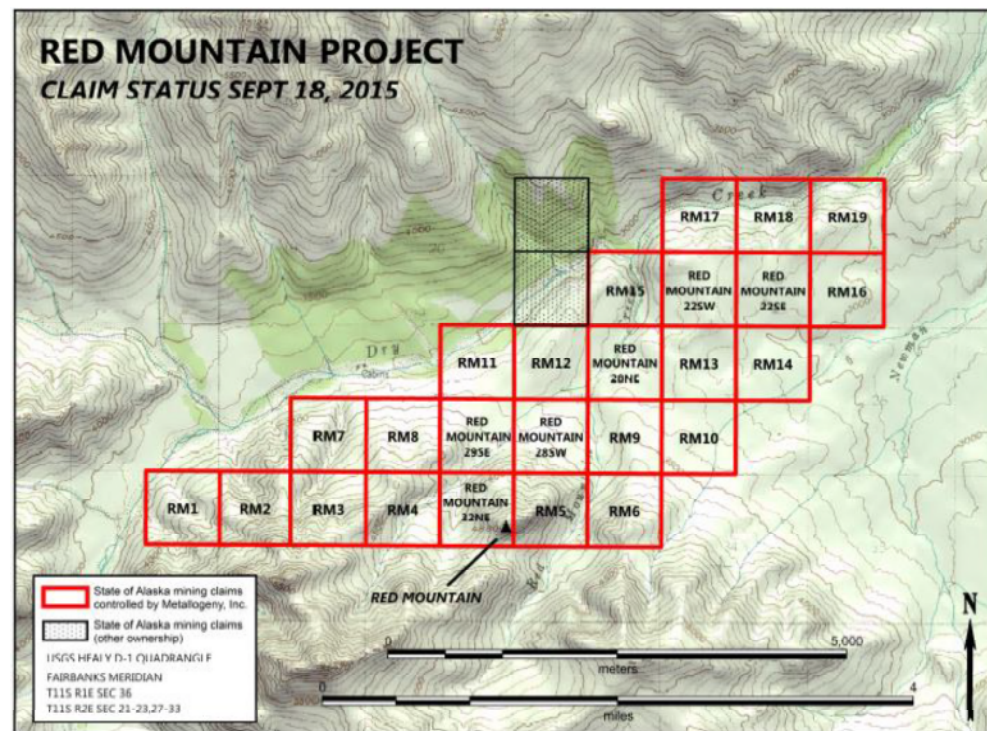 RED MOUNTAIN PROJECT
CLAIM STATUS SEPT 18, 2015
Creek
RM17
RM18
RM19
RM15
RED
MOUNTAIN
22SW
RED
MOUNTAIN
22SE
RM16
Newman
Dry
Cabin
RM11
RM12
RED
MOUNTAIN
20NE
RM13
RM14
RM7
RM8
RED
MOUNTAIN
29SE
RED
MOUNTAIN
28SW
RM9
RM10
RM1
RM2
RM3
RM4
RED
MOUNTAIN
32NE
RM5
RM6
Red
RED MOUNTAIN
State of Alaska mining claims
controlled by Metallogeny, Inc.
State of Alaska mining claims
(other ownership)
USGS HEALY D-1 QUADRANGLE
FAIRBANKS MERIDIAN
T11S R1E SEC 36
T11S R2E SEC 21-23,27-33
0
5,000
meters
0
4
miles
N